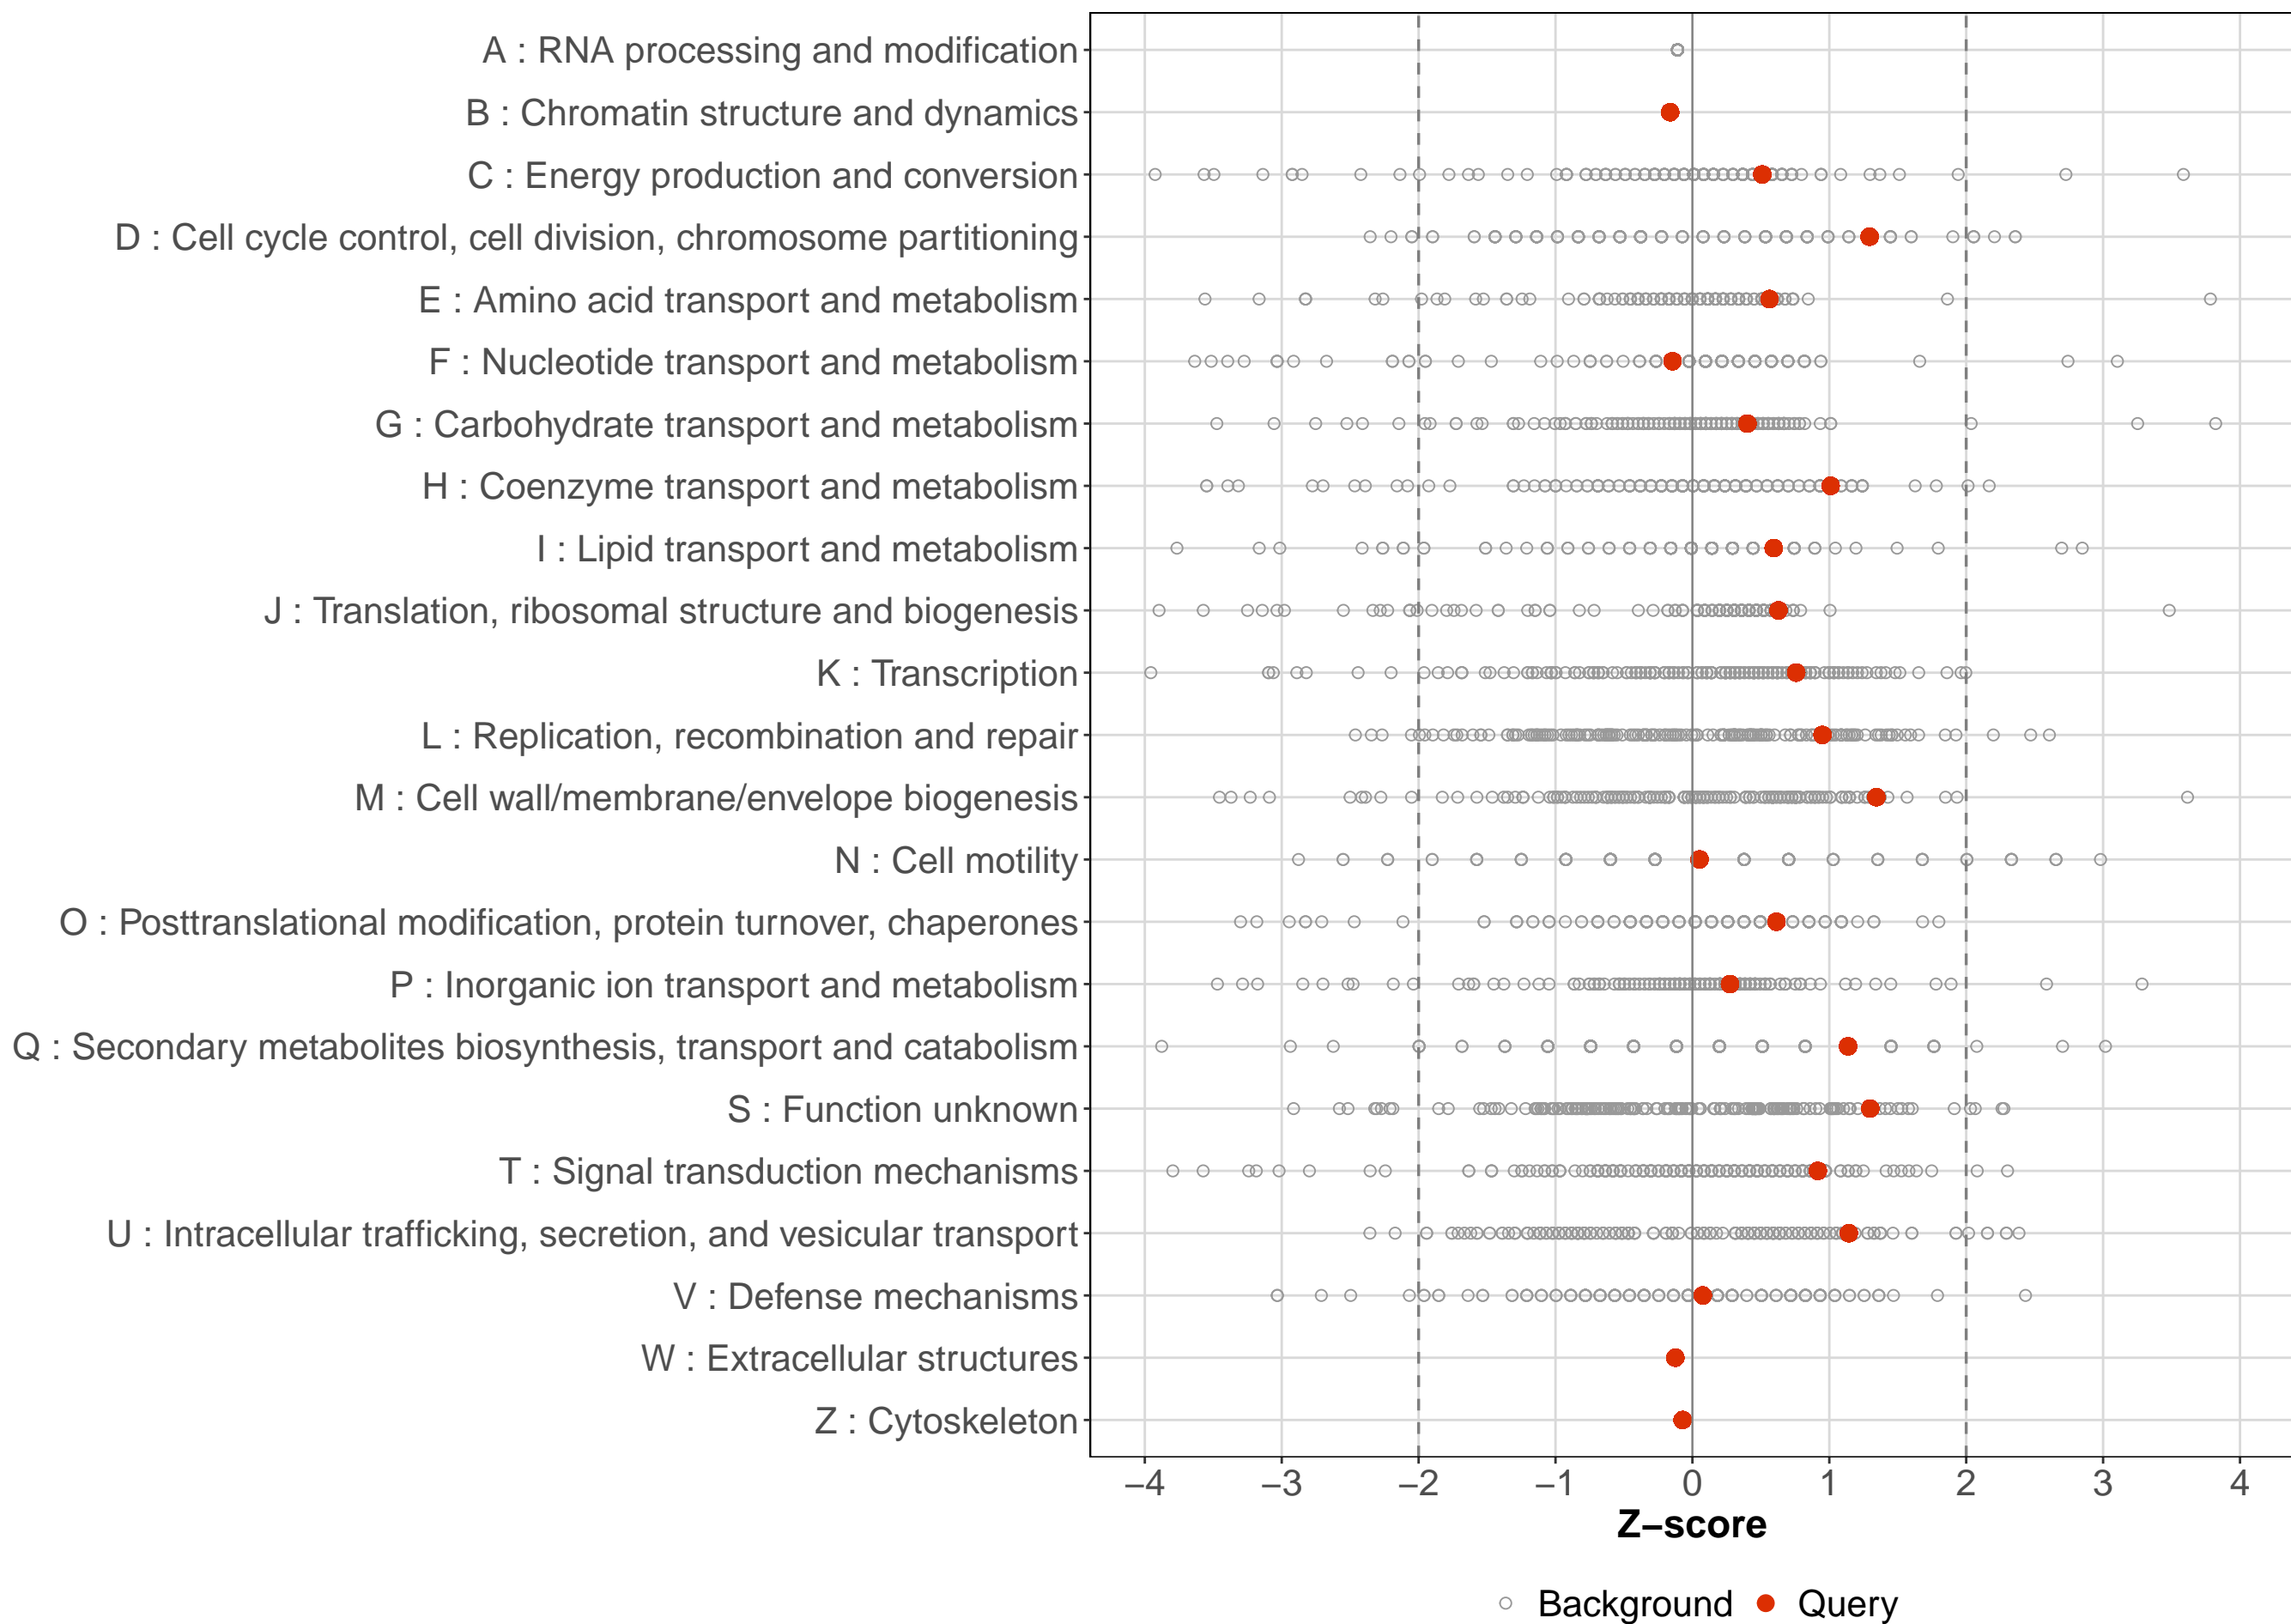 A : RNA processing and modification
B : Chromatin structure and dynamics
C : Energy production and conversion
D : Cell cycle control, cell division, chromosome partitioning
E : Amino acid transport and metabolism
F : Nucleotide transport and metabolism
G : Carbohydrate transport and metabolism
H : Coenzyme transport and metabolism
I : Lipid transport and metabolism
J : Translation, ribosomal structure and biogenesis
K : Transcription
L : Replication, recombination and repair
M : Cell wall/membrane/envelope biogenesis
N : Cell motility
O : Posttranslational modification, protein turnover, chaperones
P : Inorganic ion transport and metabolism
Q : Secondary metabolites biosynthesis, transport and catabolism
S : Function unknown
T : Signal transduction mechanisms
U : Intracellular trafficking, secretion, and vesicular transport
V : Defense mechanisms
W : Extracellular structures
Z : Cytoskeleton
−4 −3 −2 −1 0 1 2 3 4
Z−score
Background Query